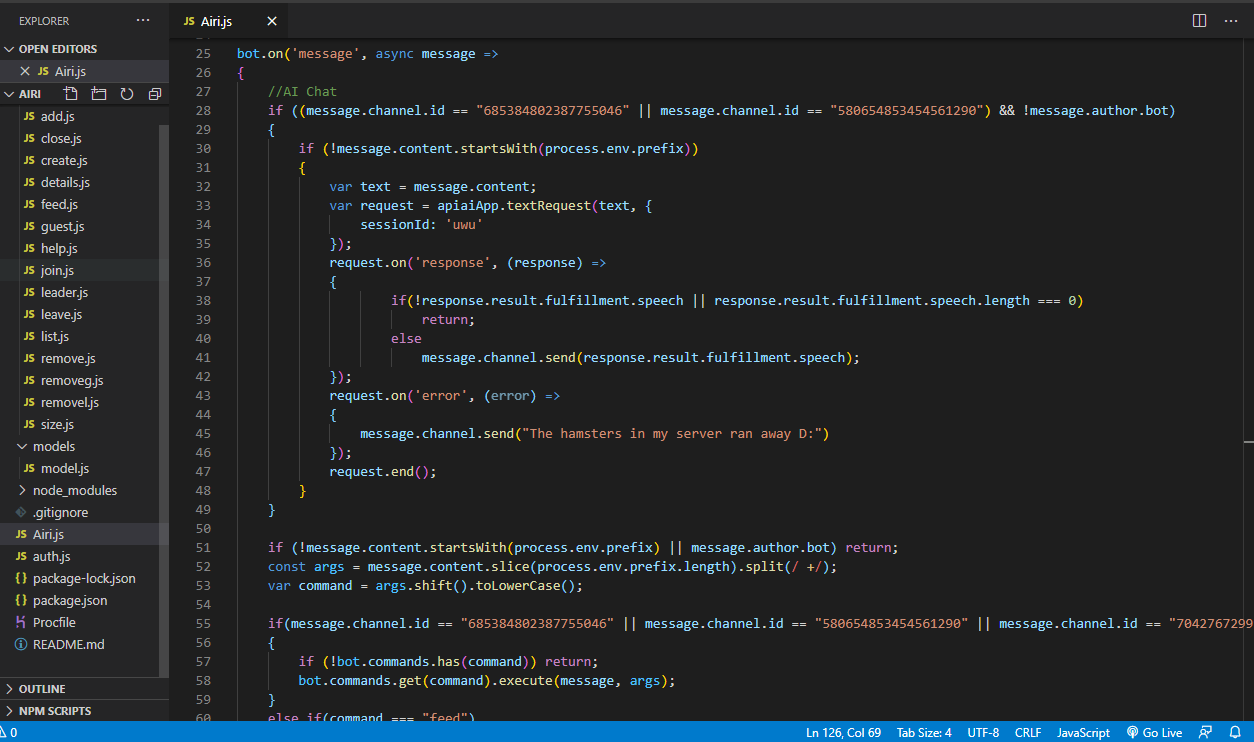 EXPLORER
OPEN EDITORS
JS Airi.js
AIRI
JS add.js
JS close.js
JS create.js
JS details.js
JS feed.js
JS guest.js
JS help.js
JS join.js
JS leader.js
JS leave.js
JS list.js
JS remove.js
JS removeg.js
JS removel.js
JS size.js
models
JS model.js
node_modules
.gitignore
JS Airi.js
JS auth.js
{} package-lock.json
{} package.json
Procfile
README.md
OUTLINE
NPM SCRIPTS
JS Airi.js
25 bot.on('message', async message =>
26 {
27 //AI Chat
28 if ((message.channel.id == "685384802387755046" || message.channel.id == "580654853454561290") && !message.author.bot)
29 {
30 if (!message.content.startsWith(process.env.prefix))
31 {
32 var text = message.content;
33 var request = apiaiApp.textRequest(text, {
34 sessionId: 'uwu'
35 });
36 request.on('response', (response) =>
37 {
38 if(!response.result.fulfillment.speech || response.result.fulfillment.speech.length === 0)
39 return;
40 else
41 message.channel.send(response.result.fulfillment.speech);
42 });
43 request.on('error', (error) =>
44 {
45 message.channel.send("The hamsters in my server ran away D:")
46 });
47 request.end();
48 }
49 }
50
51 if (!message.content.startsWith(process.env.prefix) || message.author.bot) return;
52 const args = message.content.slice(process.env.prefix.length).split(/ +/);
53 var command = args.shift().toLowerCase();
54
55 if(message.channel.id == "685384802387755046" || message.channel.id == "580654853454561290" || message.channel.id == "7042767299
56 {
57 if (!bot.commands.has(command)) return;
58 bot.commands.get(command).execute(message, args);
59 }
60 else if(command === "feed")
0
Ln 126, Col 69 Tab Size: 4 UTF-8 CRLF JavaScript Go Live